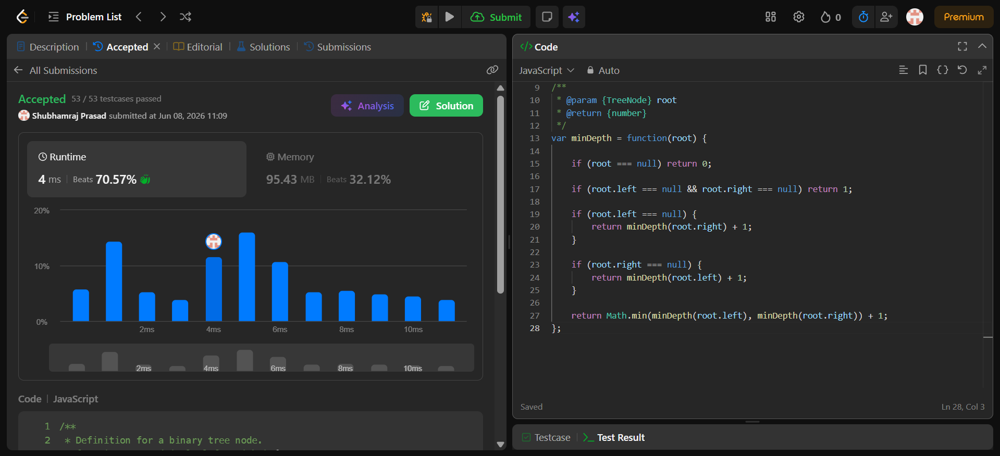 Problem List
Submit
0
Premium
Description
Accepted
Editorial
Solutions
Submissions
All Submissions
Accepted 53 / 53 testcases passed
Shubhamraj Prasad submitted at Jun 08, 2026 11:09
Analysis
Solution
Runtime
4 ms | Beats 70.57%
Memory
95.43 MB | Beats 32.12%
20%
10%
0%
2ms 4ms 6ms 8ms 10ms
2ms 4ms 6ms 8ms 10ms
Code | JavaScript
1 /**
2 * Definition for a binary tree node.
</> Code
JavaScript
Auto
9 /**
10 * @param {TreeNode} root
11 * @return {number}
12 */
13 var minDepth = function(root) {
14
15 if (root === null) return 0;
16
17 if (root.left === null && root.right === null) return 1;
18
19 if (root.left === null) {
20 return minDepth(root.right) + 1;
21 }
22
23 if (root.right === null) {
24 return minDepth(root.left) + 1;
25 }
26
27 return Math.min(minDepth(root.left), minDepth(root.right)) + 1;
28 };
Saved
Ln 28, Col 3
Testcase
Test Result